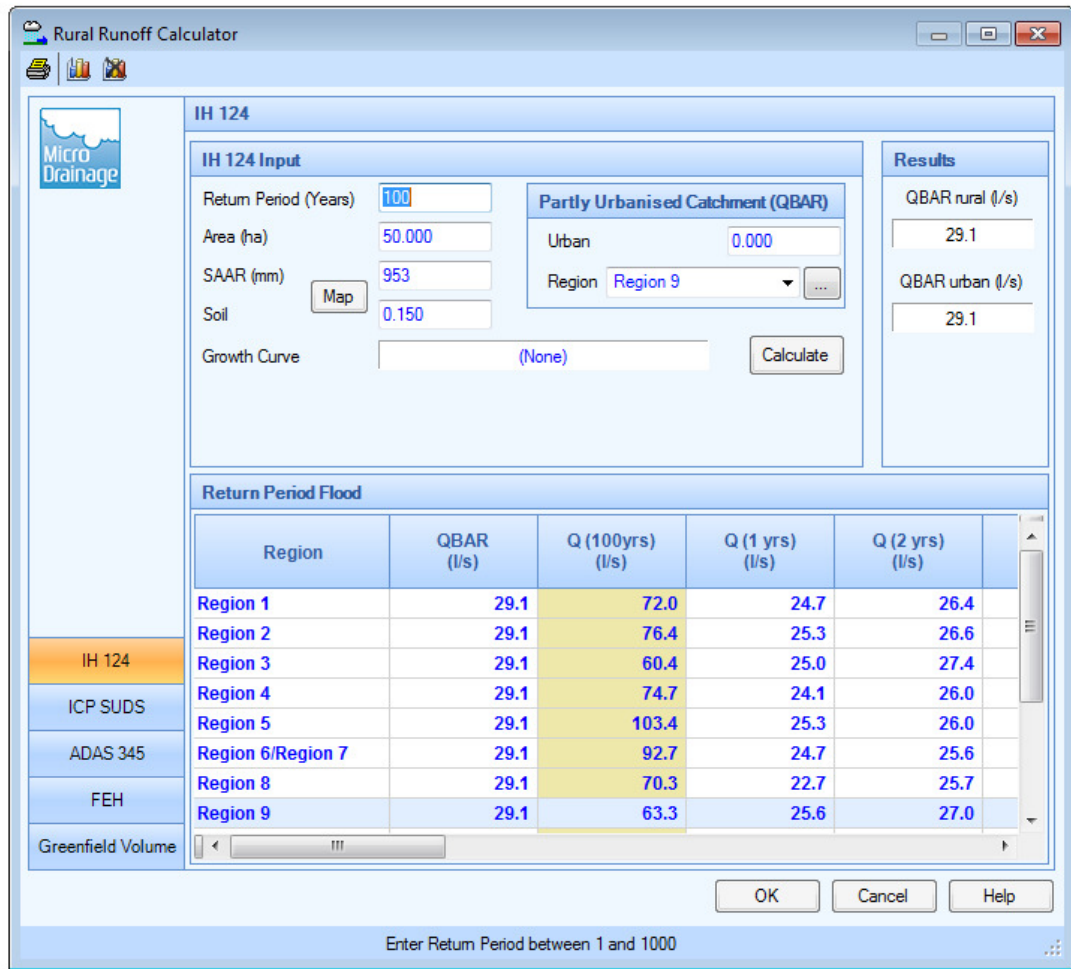 Rural Runoff Calculator
Micro
Drainage
IH 124
IH 124 Input
Return Period (Years) 100
Area (ha) 50.000
SAAR (mm) 953
Map
Soil 0.150
Growth Curve (None)
Partly Urbanised Catchment (QBAR)
Urban 0.000
Region Region 9 ...
Calculate
Results
QBAR rural (l/s)
29.1
QBAR urban (l/s)
29.1
Return Period Flood
Region QBAR (l/s) Q (100yrs) (l/s) Q (1 yrs) (l/s) Q (2 yrs) (l/s)
Region 1 29.1 72.0 24.7 26.4
Region 2 29.1 76.4 25.3 26.6
Region 3 29.1 60.4 25.0 27.4
Region 4 29.1 74.7 24.1 26.0
Region 5 29.1 103.4 25.3 26.0
Region 6/Region 7 29.1 92.7 24.7 25.6
Region 8 29.1 70.3 22.7 25.7
Region 9 29.1 63.3 25.6 27.0
IH 124
ICP SUDS
ADAS 345
FEH
Greenfield Volume
OK Cancel Help
Enter Return Period between 1 and 1000